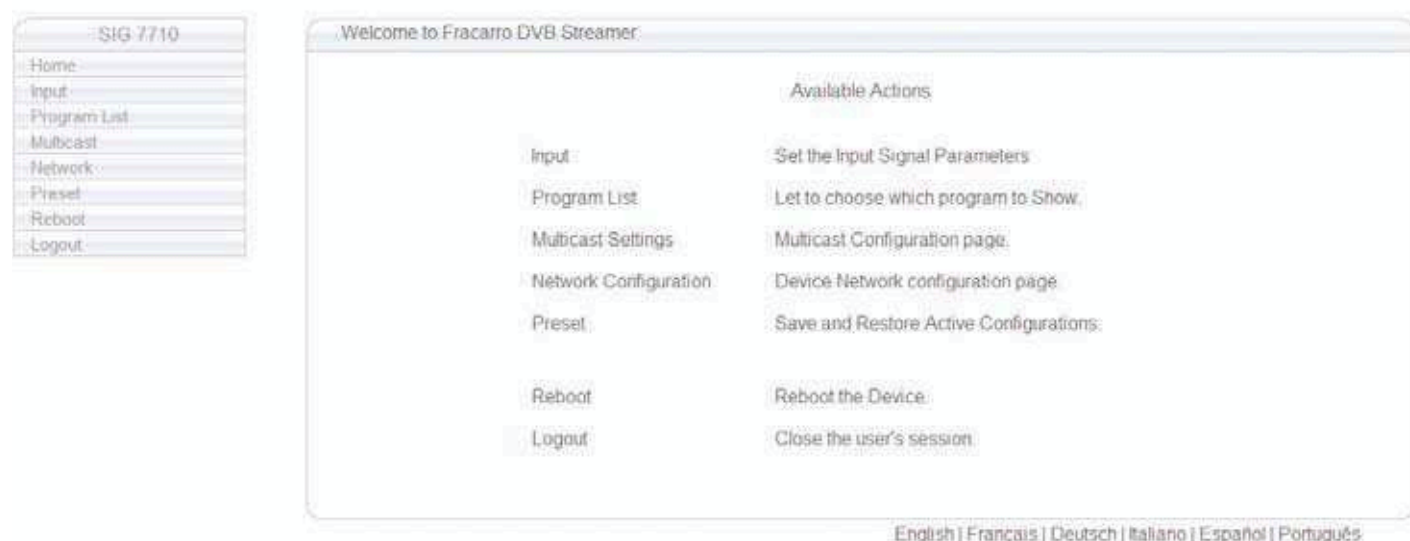 SIG 7710
Home
Input
Program List
Multicast
Network
Preset
Reboot
Logout
Welcome to Fracarro DVB Streamer
Available Actions
Input Set the Input Signal Parameters
Program List Let to choose which program to Show.
Multicast Settings Multicast Configuration page.
Network Configuration Device Network configuration page.
Preset Save and Restore Active Configurations.
Reboot Reboot the Device.
Logout Close the user's session.
English | Français | Deutsch | Italiano | Español | Português